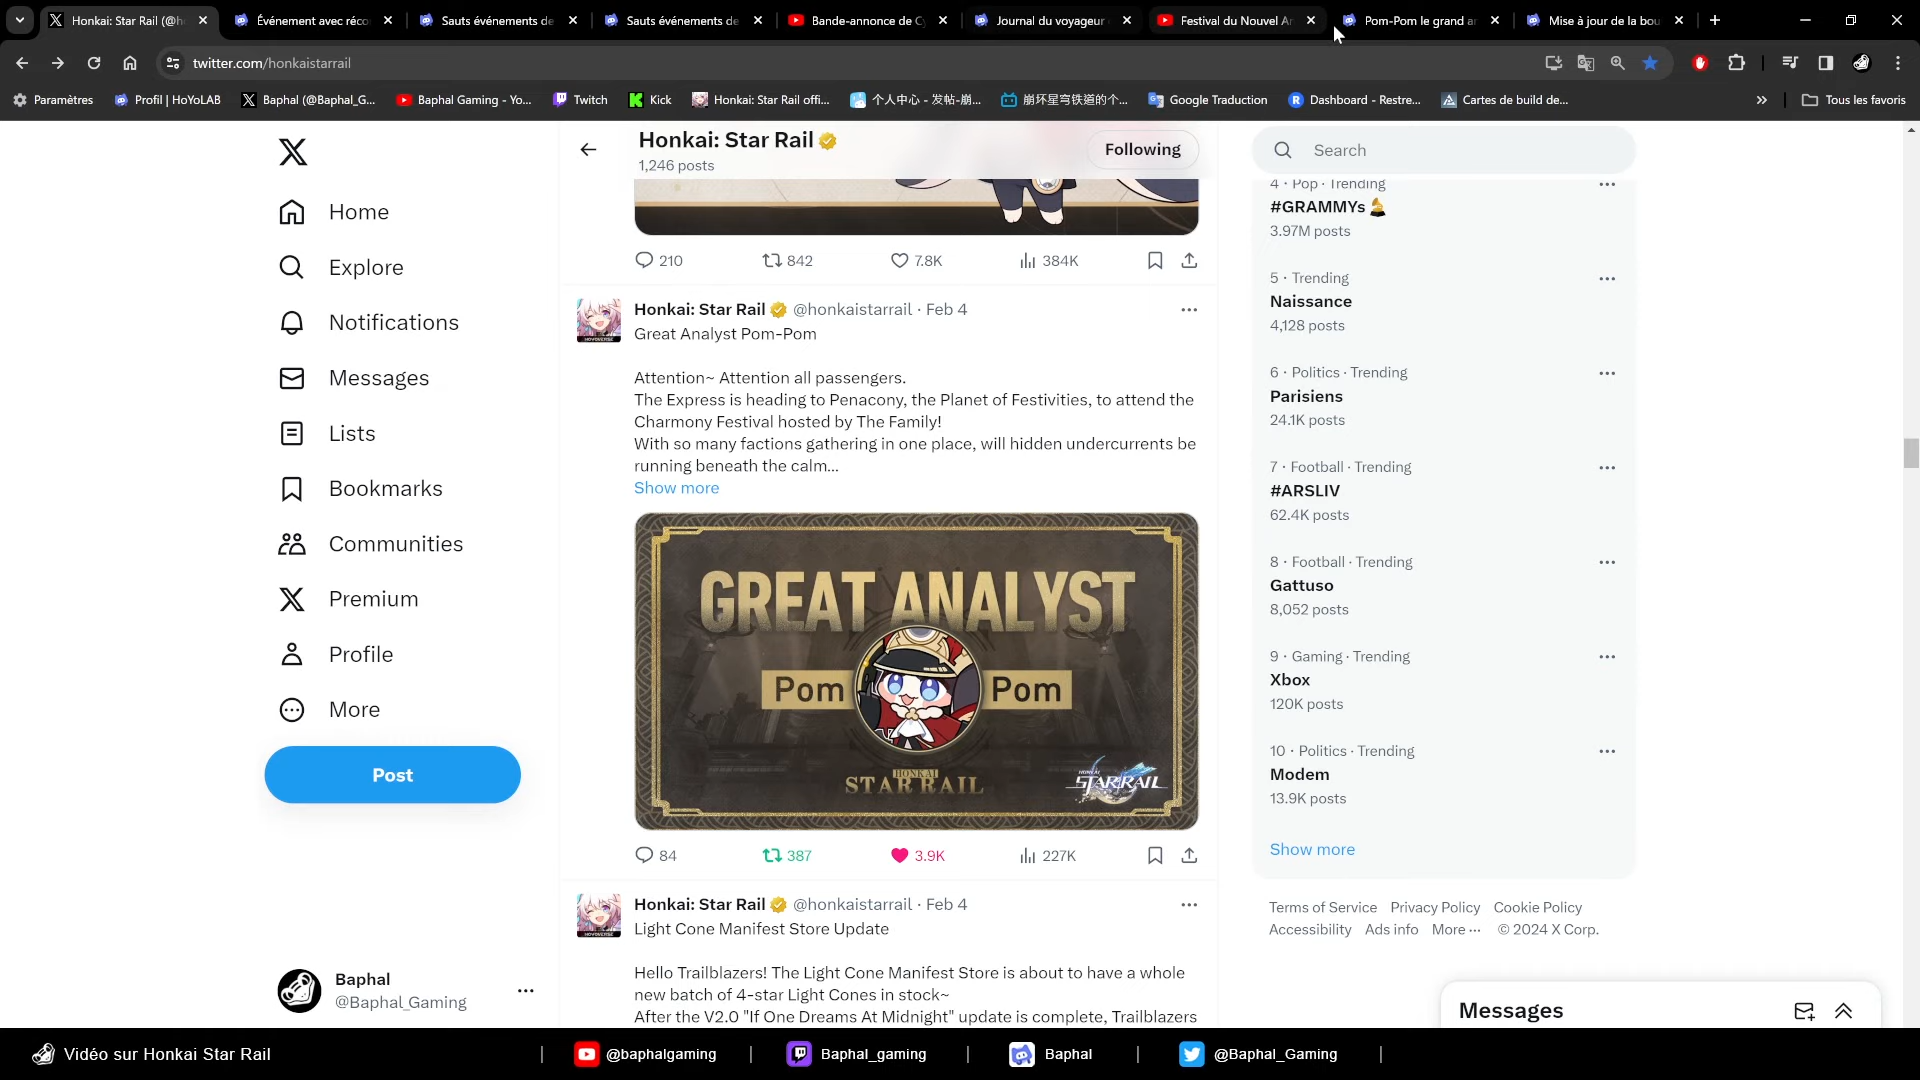 Honkai: Star Rail (@h
Événement avec réco
Sauts événements de
Sauts événements de
Bande-annonce de Cy
Journal du voyageur
Festival du Nouvel An
Pom-Pom le grand ar
Mise à jour de la bou
twitter.com/honkaistarrail
Paramètres
Profil | HoYoLAB
Baphal (@Baphal_G...
Baphal Gaming - Yo...
Twitch
Kick
Honkai: Star Rail offi...
个人中心 - 发帖-崩...
崩坏星穹铁道的个...
Google Traduction
Dashboard - Restre...
Cartes de build de...
Tous les favoris
Home
Explore
Notifications
Messages
Lists
Bookmarks
Communities
Premium
Profile
More
Post
Baphal
@Baphal_Gaming
Honkai: Star Rail
1,246 posts
Following
210
842
7.8K
384K
Honkai: Star Rail @honkaistarrail · Feb 4
Great Analyst Pom-Pom
Attention~ Attention all passengers.
The Express is heading to Penacony, the Planet of Festivities, to attend the
Charmony Festival hosted by The Family!
With so many factions gathering in one place, will hidden undercurrents be
running beneath the calm...
Show more
GREAT ANALYST
Pom Pom
HONKAI
STAR RAIL
HONKAI
STAR RAIL
84
387
3.9K
227K
Honkai: Star Rail @honkaistarrail · Feb 4
Light Cone Manifest Store Update
Hello Trailblazers! The Light Cone Manifest Store is about to have a whole
new batch of 4-star Light Cones in stock~
After the V2.0 "If One Dreams At Midnight" update is complete, Trailblazers
Search
4 · Pop · Trending
#GRAMMYs
3.97M posts
5 · Trending
Naissance
4,128 posts
6 · Politics · Trending
Parisiens
24.1K posts
7 · Football · Trending
#ARSLIV
62.4K posts
8 · Football · Trending
Gattuso
8,052 posts
9 · Gaming · Trending
Xbox
120K posts
10 · Politics · Trending
Modem
13.9K posts
Show more
Terms of Service Privacy Policy Cookie Policy
Accessibility Ads info More ··· © 2024 X Corp.
Messages
Vidéo sur Honkai Star Rail | @baphalgaming | Baphal_gaming | Baphal | @Baphal_Gaming |